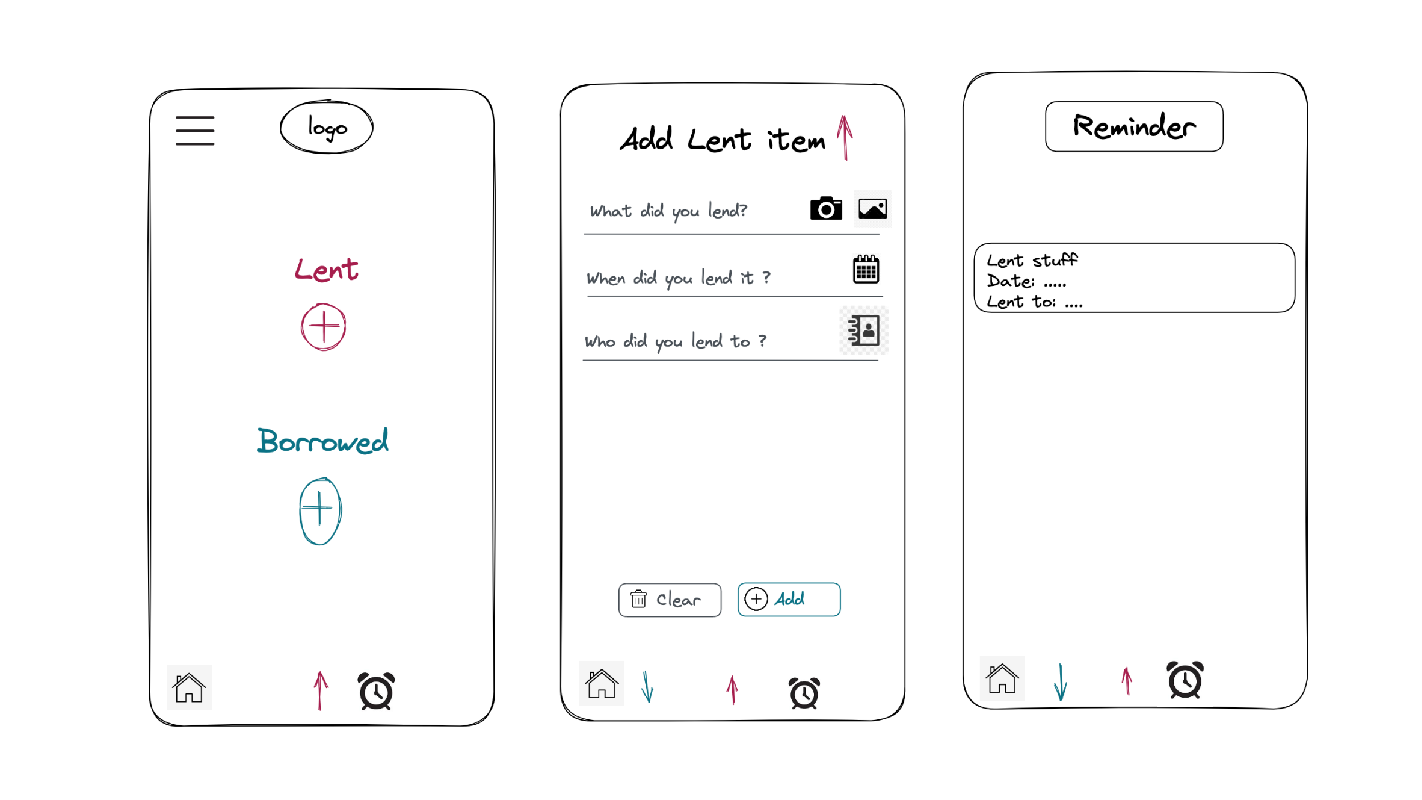 logo
Lent
Borrowed
Add Lent item
What did you lend?
When did you lend it ?
Who did you lend to ?
Clear
Add
Reminder
Lent stuff
Date: .....
Lent to: ....